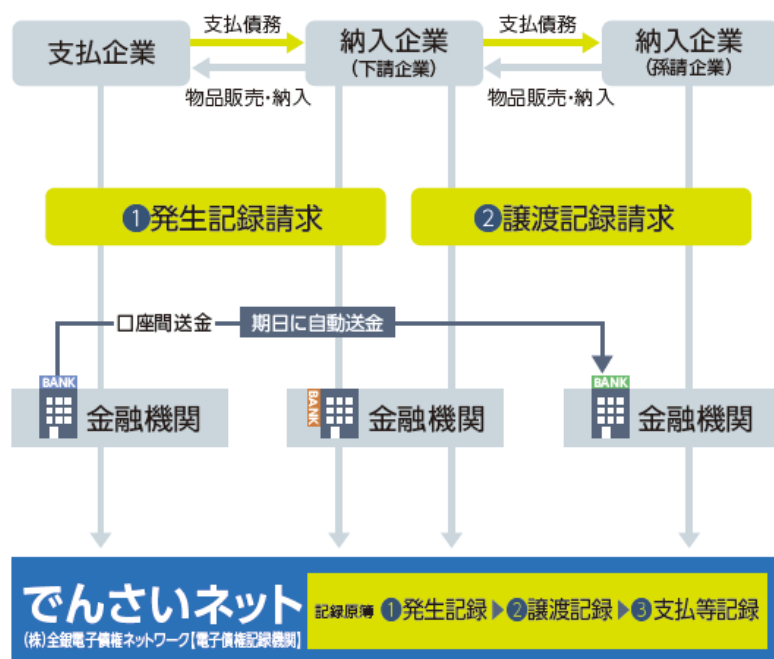 支払企業
支払債務
納入企業
(下請企業)
支払債務
納入企業
(孫請企業)
物品販売・納入
物品販売・納入
❶発生記録請求
❷譲渡記録請求
口座間送金
期日に自動送金
BANK
金融機関
BANK
金融機関
BANK
金融機関
でんさいネット
(株)全銀電子債権ネットワーク【電子債権記録機関】
記録原簿 ❶発生記録▶❷譲渡記録▶❸支払等記録